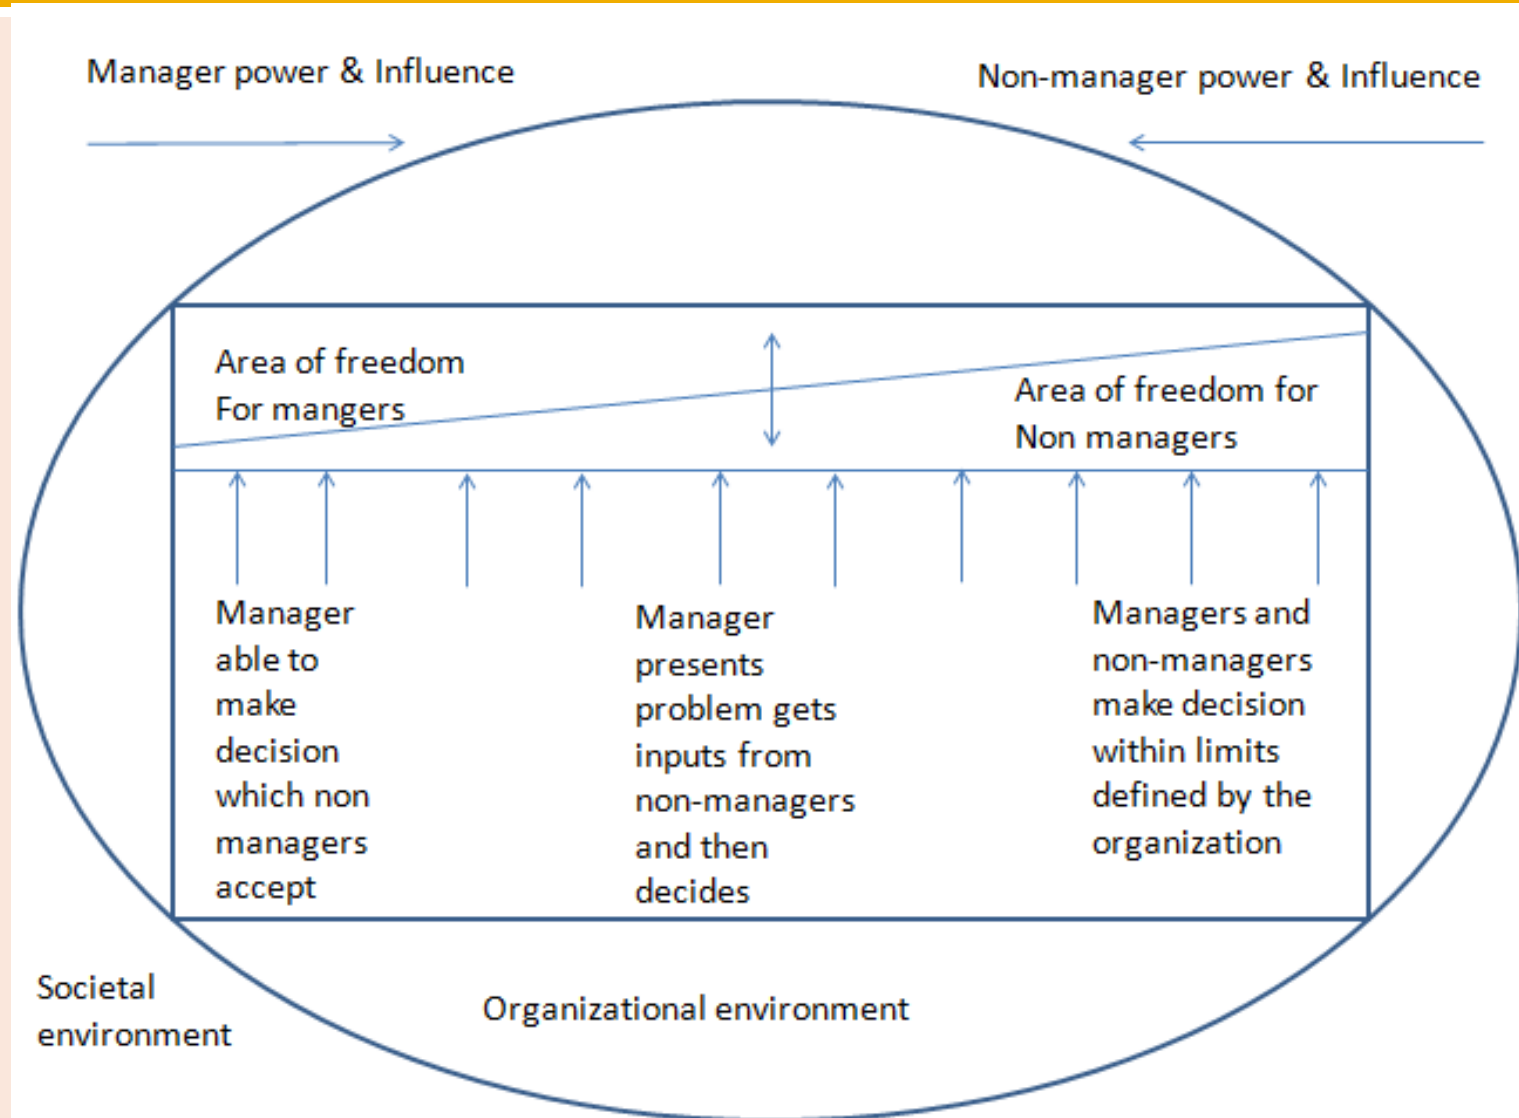 Manager power & Influence
Non-manager power & Influence
Area of freedom
For mangers
Area of freedom for
Non managers
Manager
able to
make
decision
which non
managers
accept
Manager
presents
problem gets
inputs from
non-managers
and then
decides
Managers and
non-managers
make decision
within limits
defined by the
organization
Societal
environment
Organizational environment